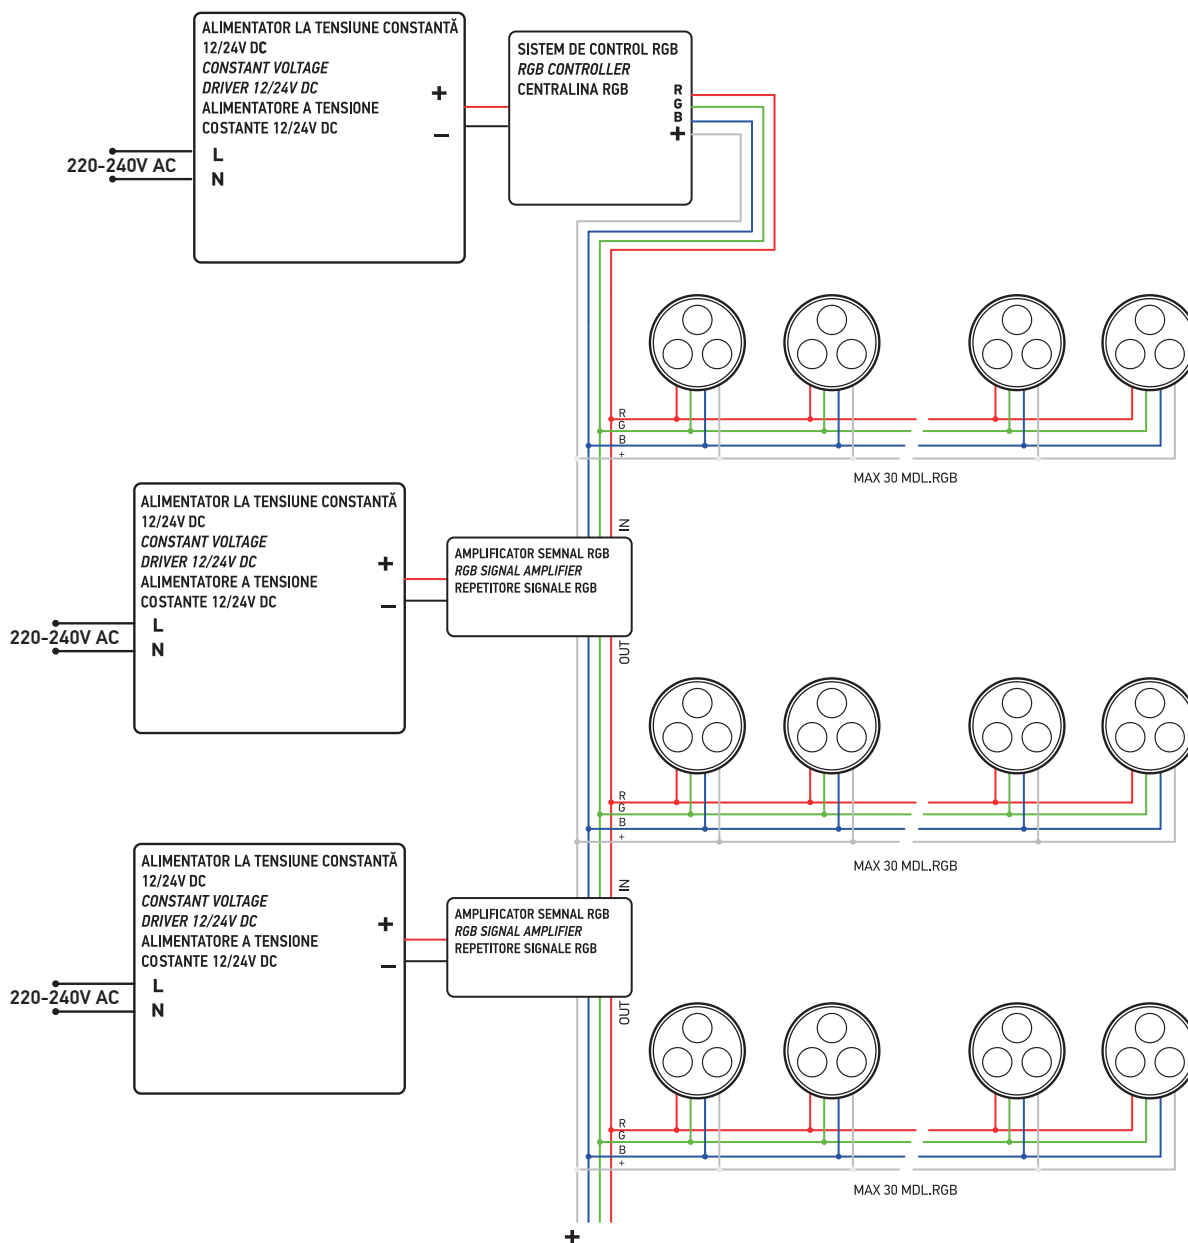 ALIMENTATOR LA TENSIUNE CONSTANTĂ
12/24V DC
CONSTANT VOLTAGE
DRIVER 12/24V DC
ALIMENTATORE A TENSIONE
COSTANTE 12/24V DC
+
−
L
N
220-240V AC
SISTEM DE CONTROL RGB
RGB CONTROLLER
CENTRALINA RGB
R
G
B
+
R
G
B
+
MAX 30 MDL.RGB
ALIMENTATOR LA TENSIUNE CONSTANTĂ
12/24V DC
CONSTANT VOLTAGE
DRIVER 12/24V DC
ALIMENTATORE A TENSIONE
COSTANTE 12/24V DC
+
−
L
N
220-240V AC
IN
AMPLIFICATOR SEMNAL RGB
RGB SIGNAL AMPLIFIER
REPETITORE SIGNALE RGB
OUT
R
G
B
+
MAX 30 MDL.RGB
ALIMENTATOR LA TENSIUNE CONSTANTĂ
12/24V DC
CONSTANT VOLTAGE
DRIVER 12/24V DC
ALIMENTATORE A TENSIONE
COSTANTE 12/24V DC
+
−
L
N
220-240V AC
IN
AMPLIFICATOR SEMNAL RGB
RGB SIGNAL AMPLIFIER
REPETITORE SIGNALE RGB
OUT
R
G
B
+
MAX 30 MDL.RGB
+